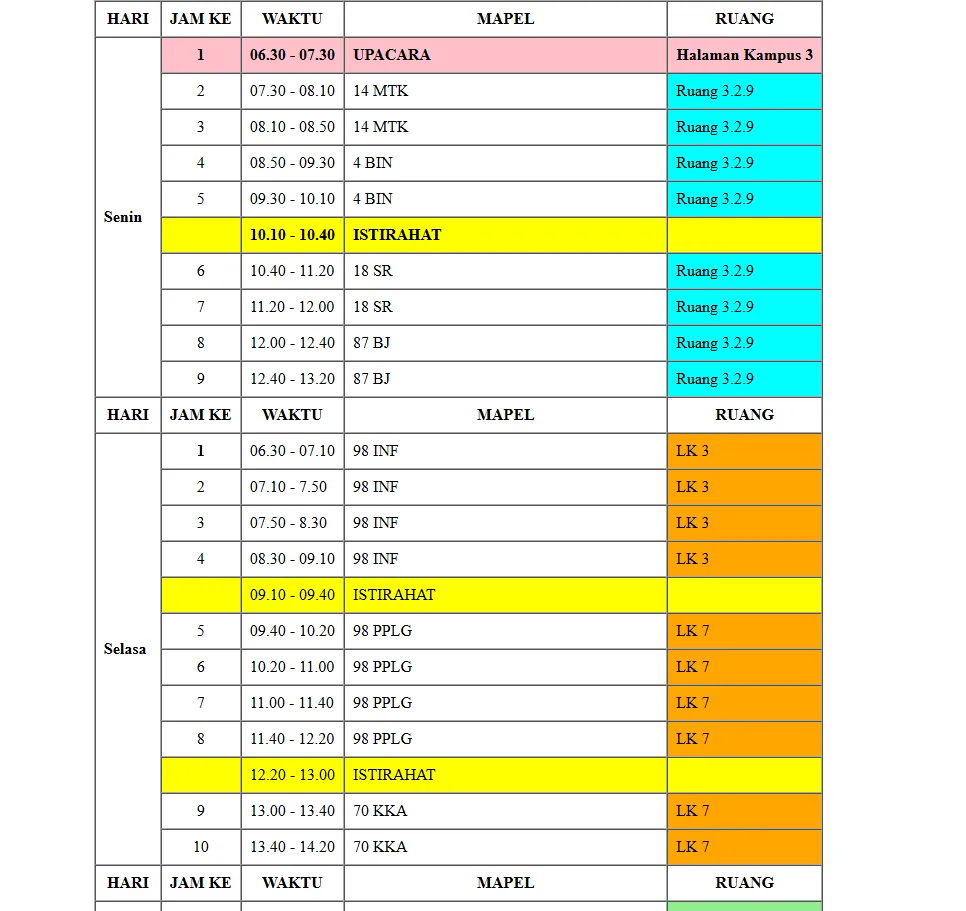 HARI JAM KE WAKTU MAPEL RUANG
1 06.30 - 07.30 UPACARA Halaman Kampus 3
2 07.30 - 08.10 14 MTK Ruang 3.2.9
3 08.10 - 08.50 14 MTK Ruang 3.2.9
4 08.50 - 09.30 4 BIN Ruang 3.2.9
5 09.30 - 10.10 4 BIN Ruang 3.2.9
Senin
10.10 - 10.40 ISTIRAHAT
6 10.40 - 11.20 18 SR Ruang 3.2.9
7 11.20 - 12.00 18 SR Ruang 3.2.9
8 12.00 - 12.40 87 BJ Ruang 3.2.9
9 12.40 - 13.20 87 BJ Ruang 3.2.9
HARI JAM KE WAKTU MAPEL RUANG
1 06.30 - 07.10 98 INF LK 3
2 07.10 - 7.50 98 INF LK 3
3 07.50 - 8.30 98 INF LK 3
4 08.30 - 09.10 98 INF LK 3
09.10 - 09.40 ISTIRAHAT
5 09.40 - 10.20 98 PPLG LK 7
Selasa
6 10.20 - 11.00 98 PPLG LK 7
7 11.00 - 11.40 98 PPLG LK 7
8 11.40 - 12.20 98 PPLG LK 7
12.20 - 13.00 ISTIRAHAT
9 13.00 - 13.40 70 KKA LK 7
10 13.40 - 14.20 70 KKA LK 7
HARI JAM KE WAKTU MAPEL RUANG